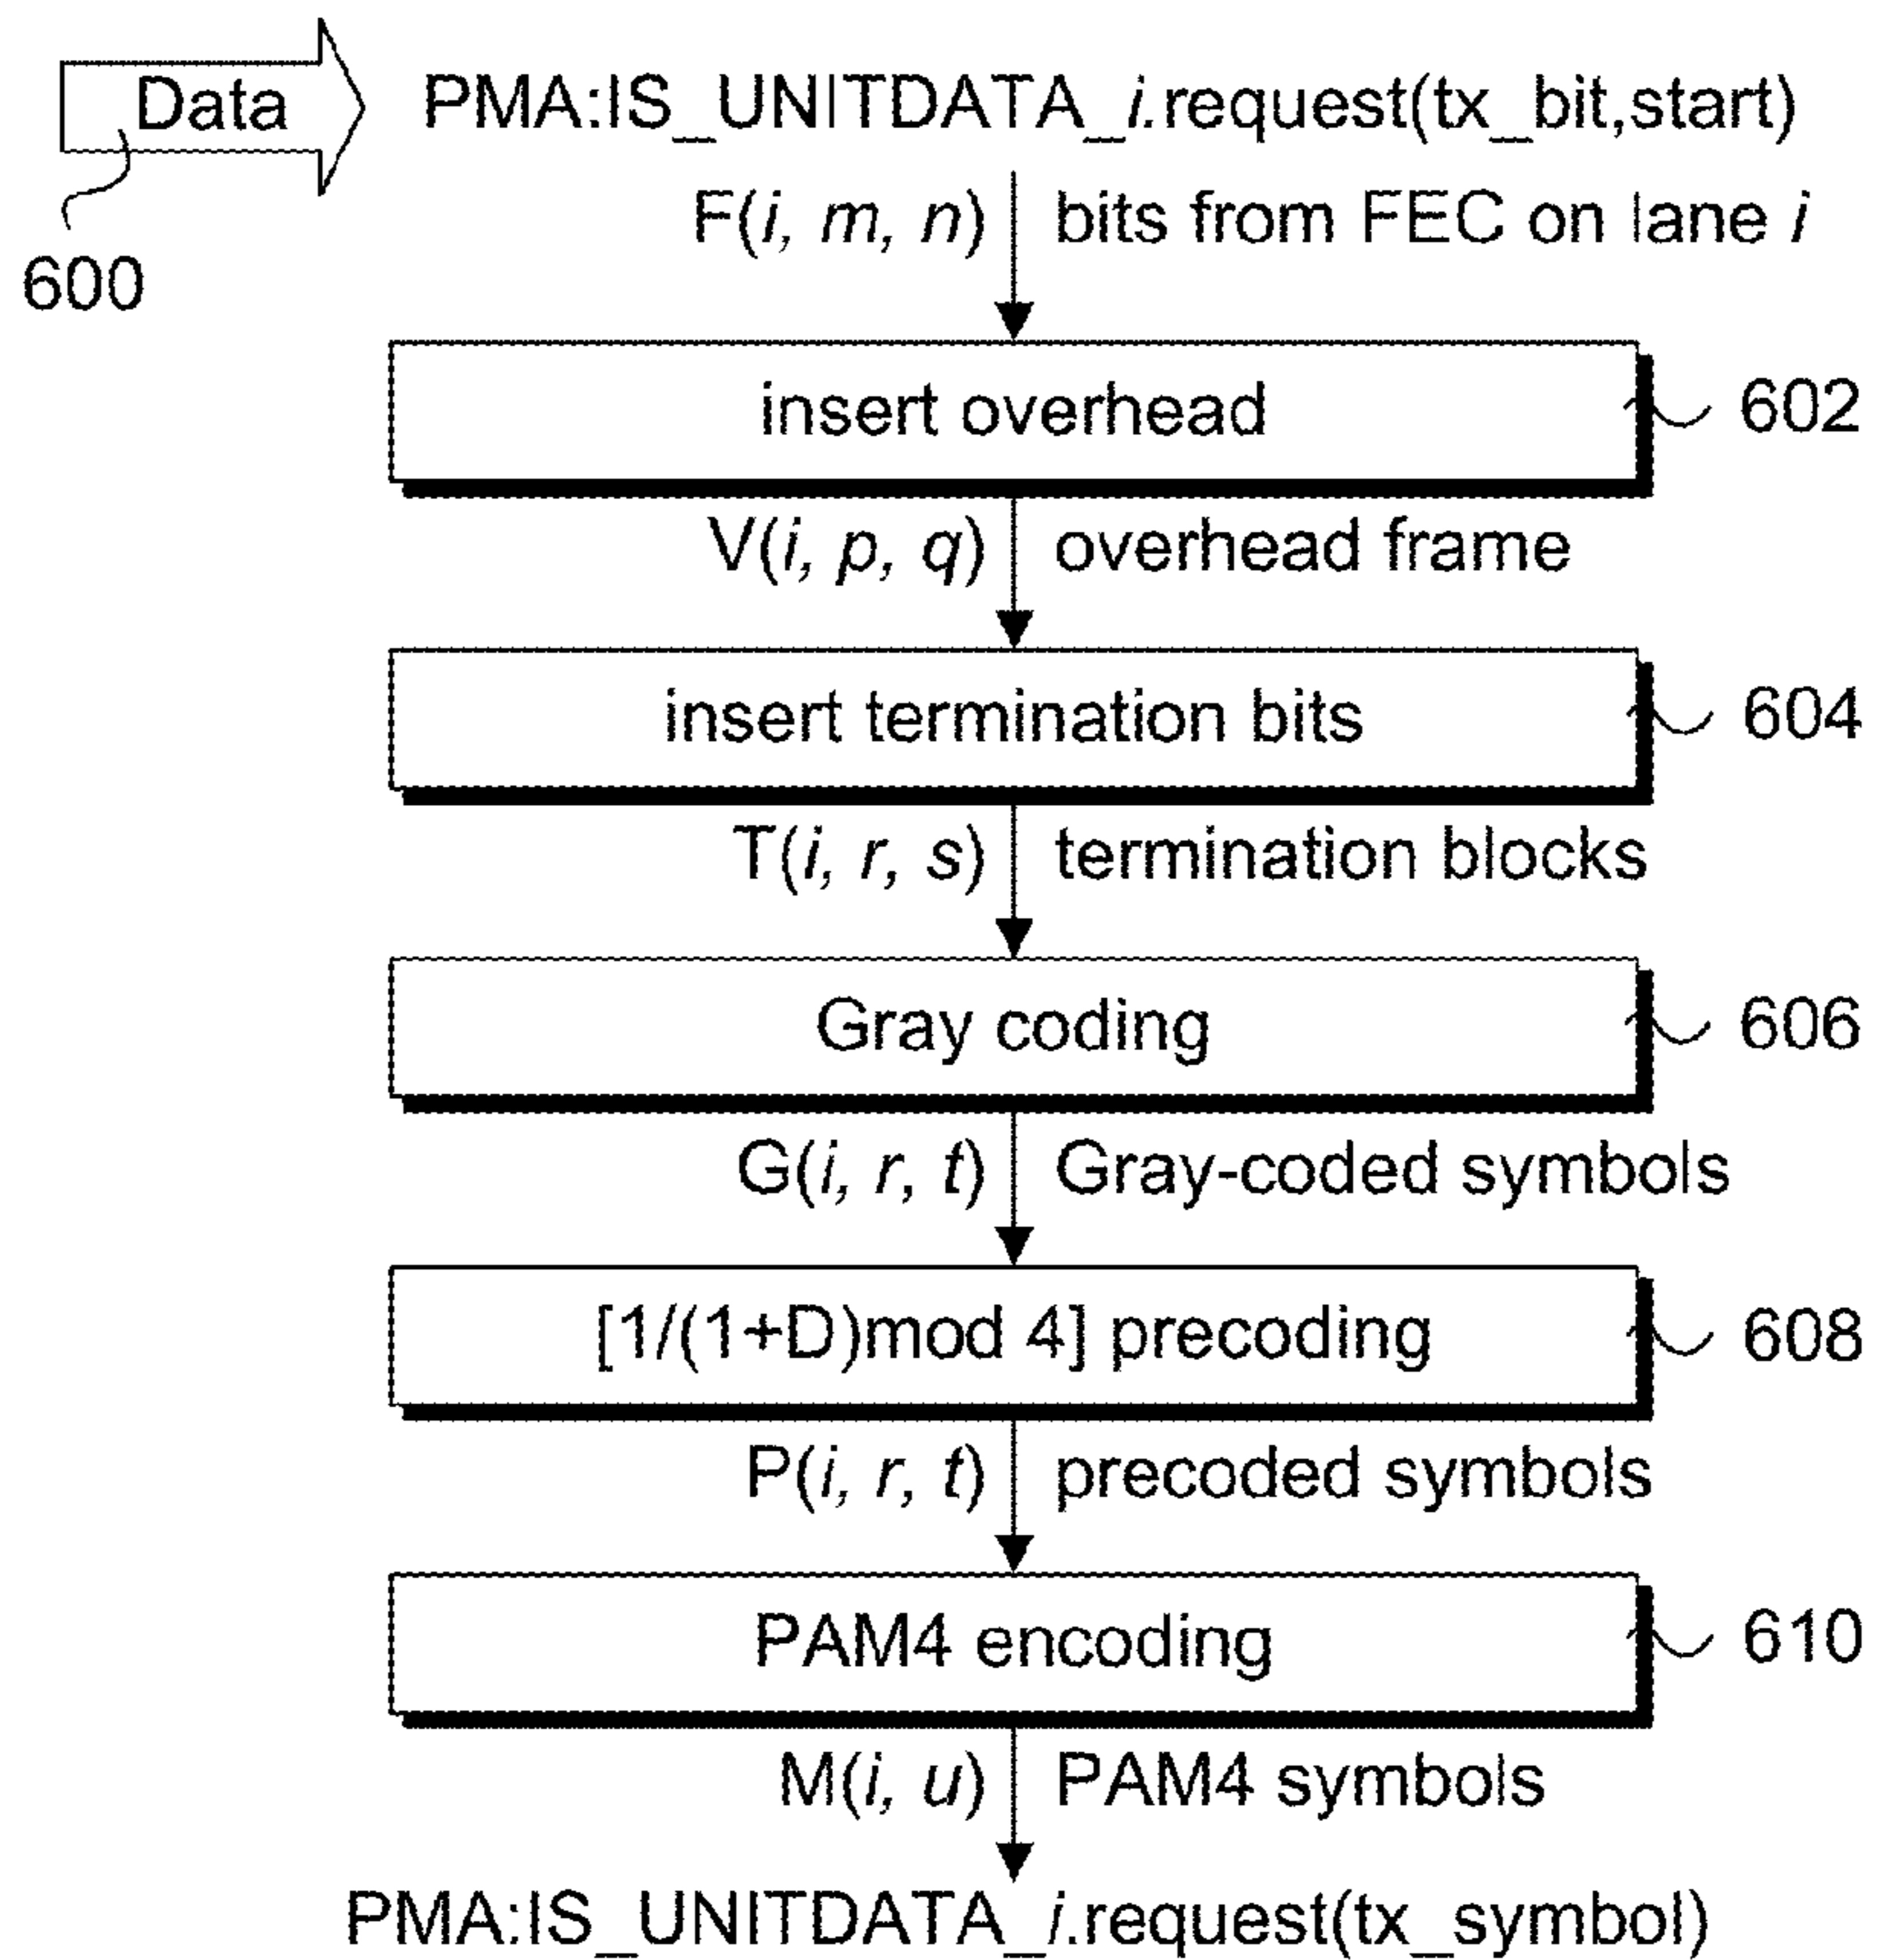 Data PMA:IS_UNITDATA_i.request(tx_bit,start)
600
F(i, m, n) bits from FEC on lane i
insert overhead 602
V(i, p, q) overhead frame
insert termination bits 604
T(i, r, s) termination blocks
Gray coding 606
G(i, r, t) Gray-coded symbols
[1/(1+D)mod 4] precoding 608
P(i, r, t) precoded symbols
PAM4 encoding 610
M(i, u) PAM4 symbols
PMA:IS_UNITDATA_i.request(tx_symbol)